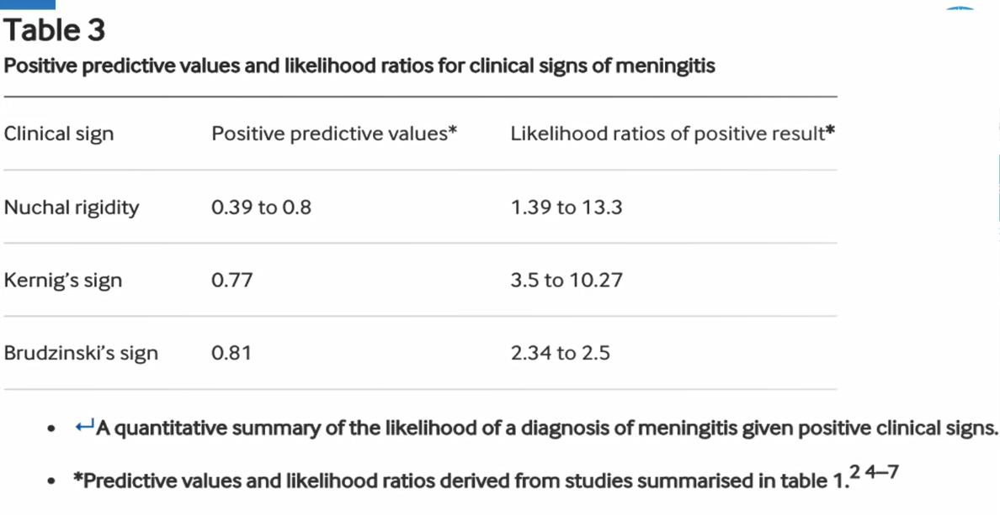 Table 3
Positive predictive values and likelihood ratios for clinical signs of meningitis
Clinical sign Positive predictive values* Likelihood ratios of positive result*
Nuchal rigidity 0.39 to 0.8 1.39 to 13.3
Kernig’s sign 0.77 3.5 to 10.27
Brudzinski’s sign 0.81 2.34 to 2.5
• ↵A quantitative summary of the likelihood of a diagnosis of meningitis given positive clinical signs.
• *Predictive values and likelihood ratios derived from studies summarised in table 1.2 4–7